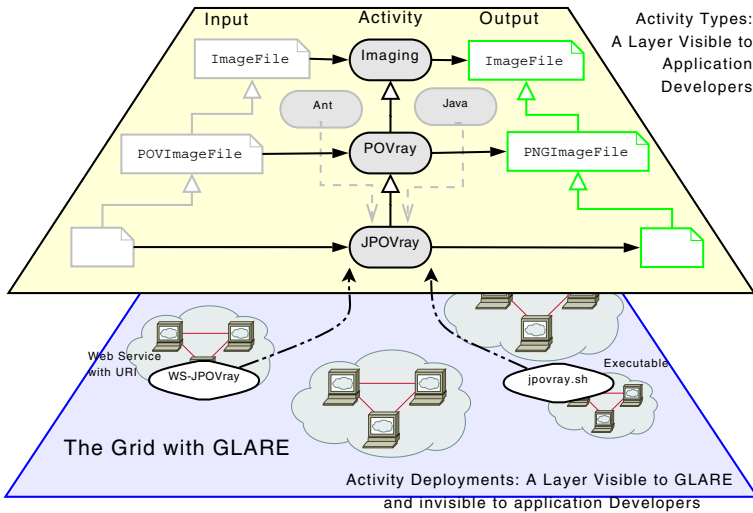 Input
Activity
Output
Activity Types:
A Layer Visible to
Application
Developers
ImageFile
Imaging
ImageFile
Ant
Java
POVImageFile
POVray
PNGImageFile
JPOVray
Web Service
with URI
WS-JPOVray
jpovray.sh
Executable
The Grid with GLARE
Activity Deployments: A Layer Visible to GLARE
and invisible to application Developers